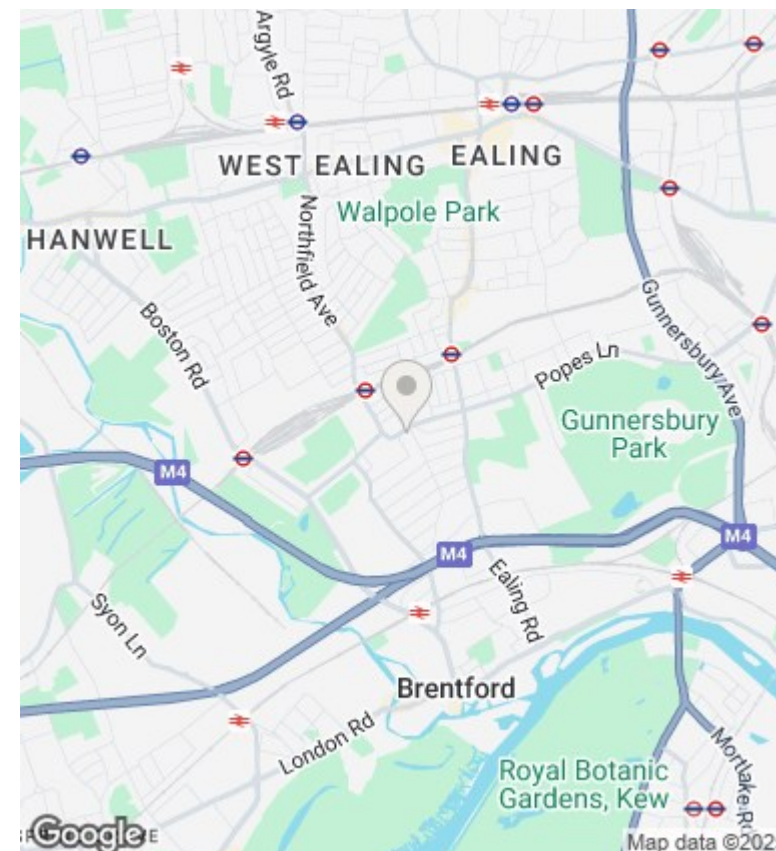 Argyle Rd
WEST EALING
EALING
Walpole Park
HANWELL
Northfield Ave
Boston Rd
Gunnersbury Ave
Popes Ln
Gunnersbury
Park
M4
M4
M4
Ealing Rd
Syon Ln
Brentford
London Rd
Royal Botanic
Gardens, Kew
Mortlake Rd
Google
Map data ©202